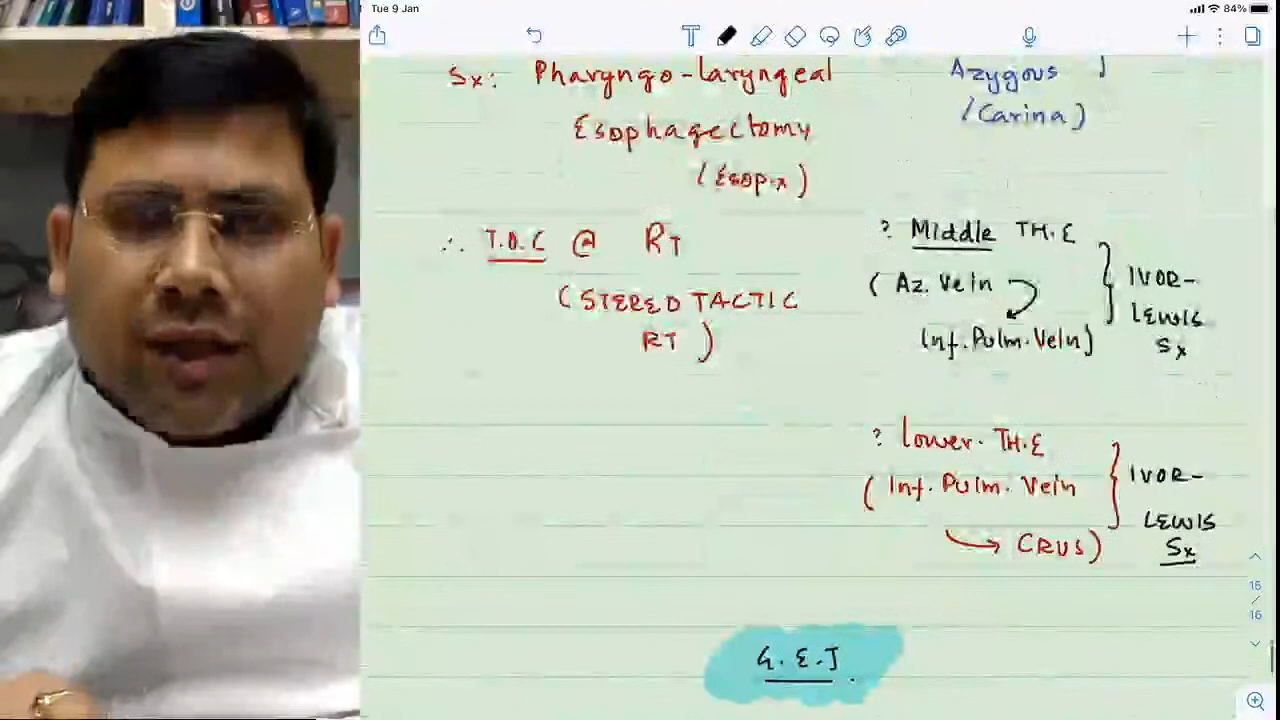 Tue 9 Jan
84%
T
Sx: Pharyngo-laryngeal
Esophagectomy
(Esop.x)
∴ T.O.C @ RT
(STEREOTACTIC
RT)
Azygous
(Carina)
? Middle TH.E
(Az. Vein
Inf. Pulm. Vein)
IVOR-
LEWIS
Sx
? Lower. TH.E
(Inf. Pulm. Vein
→ CRUS)
IVOR-
LEWIS
Sx
G.E.J
15
/
16